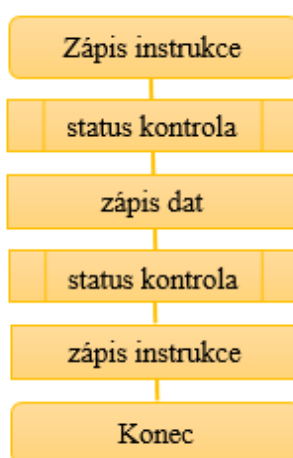 Zápis instrukce
status kontrola
zápis dat
status kontrola
zápis instrukce
Konec